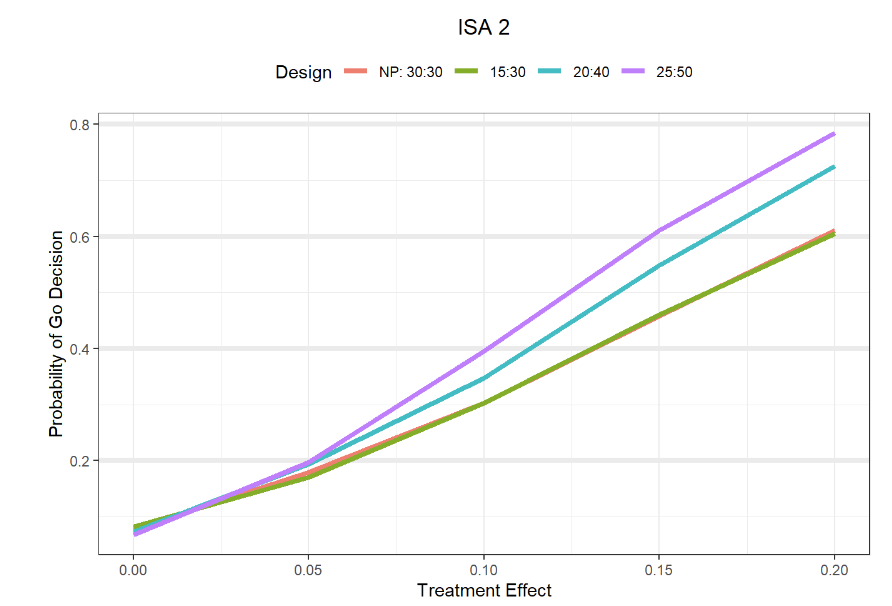 ISA 2
Design NP: 30:30 15:30 20:40 25:50
0.8
0.6
0.4
0.2
Probability of Go Decision
0.00 0.05 0.10 0.15 0.20
Treatment Effect